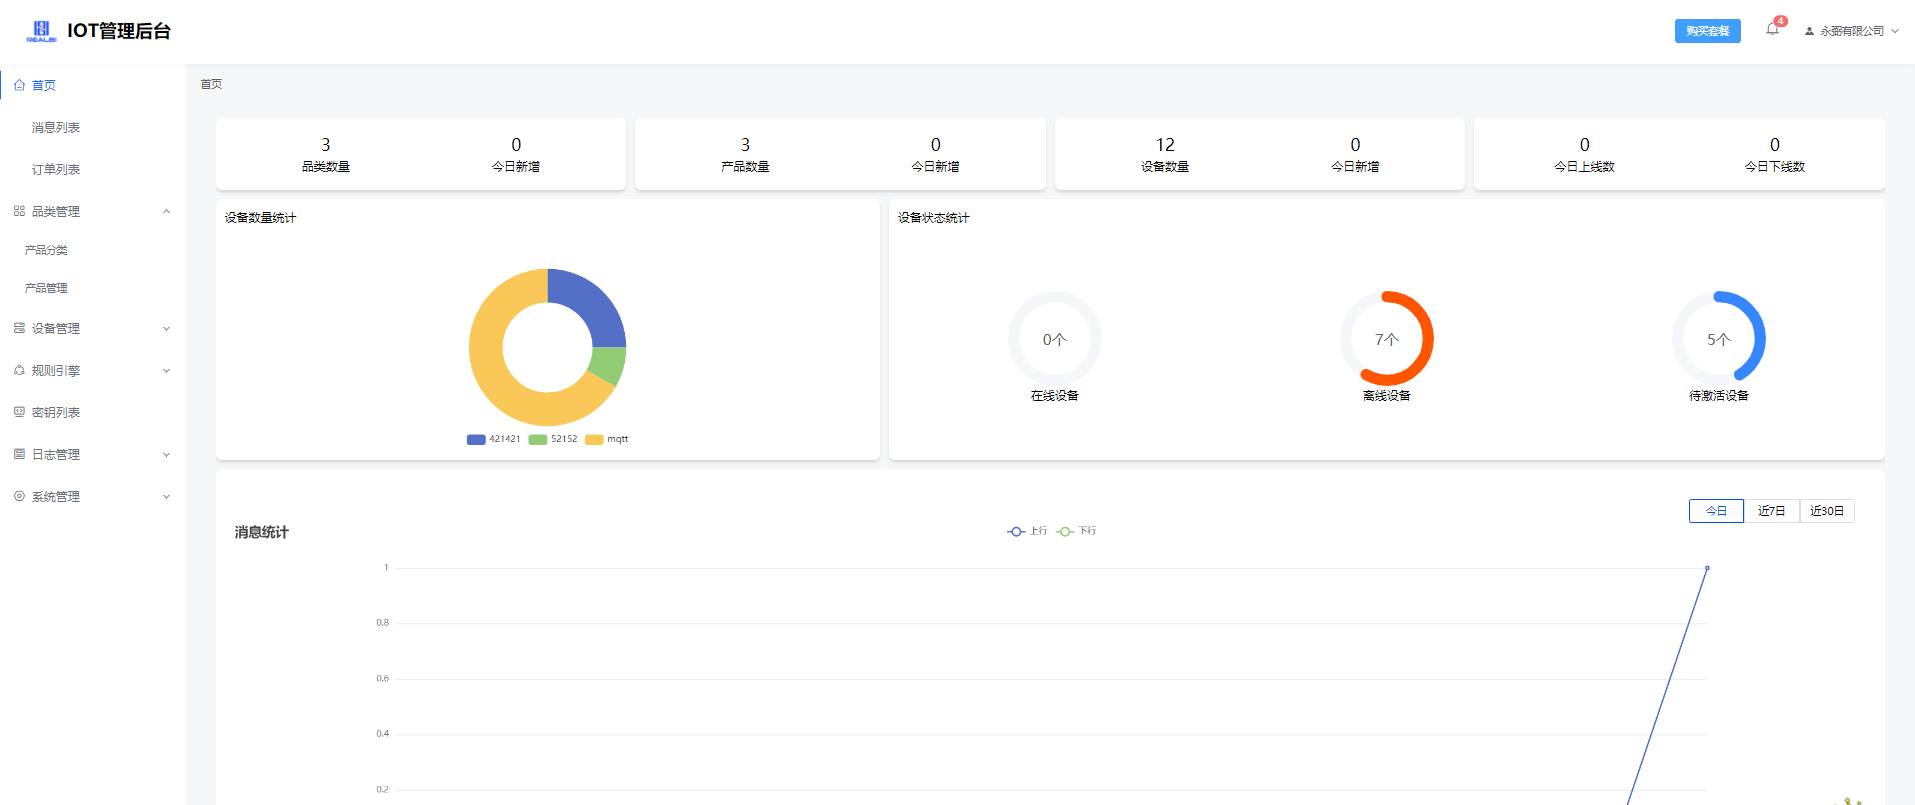 REALBI IOT管理后台
购买套餐 4 永弼有限公司
首页
消息列表
订单列表
品类管理
产品分类
产品管理
设备管理
规则引擎
密钥列表
日志管理
系统管理
首页
3 0
品类数量 今日新增
3 0
产品数量 今日新增
12 0
设备数量 今日新增
0 0
今日上线数 今日下线数
设备数量统计
421421 52152 mqtt
设备状态统计
0个 7个 5个
在线设备 离线设备 待激活设备
今日 近7日 近30日
消息统计 上行 下行
1
0.8
0.6
0.4
0.2